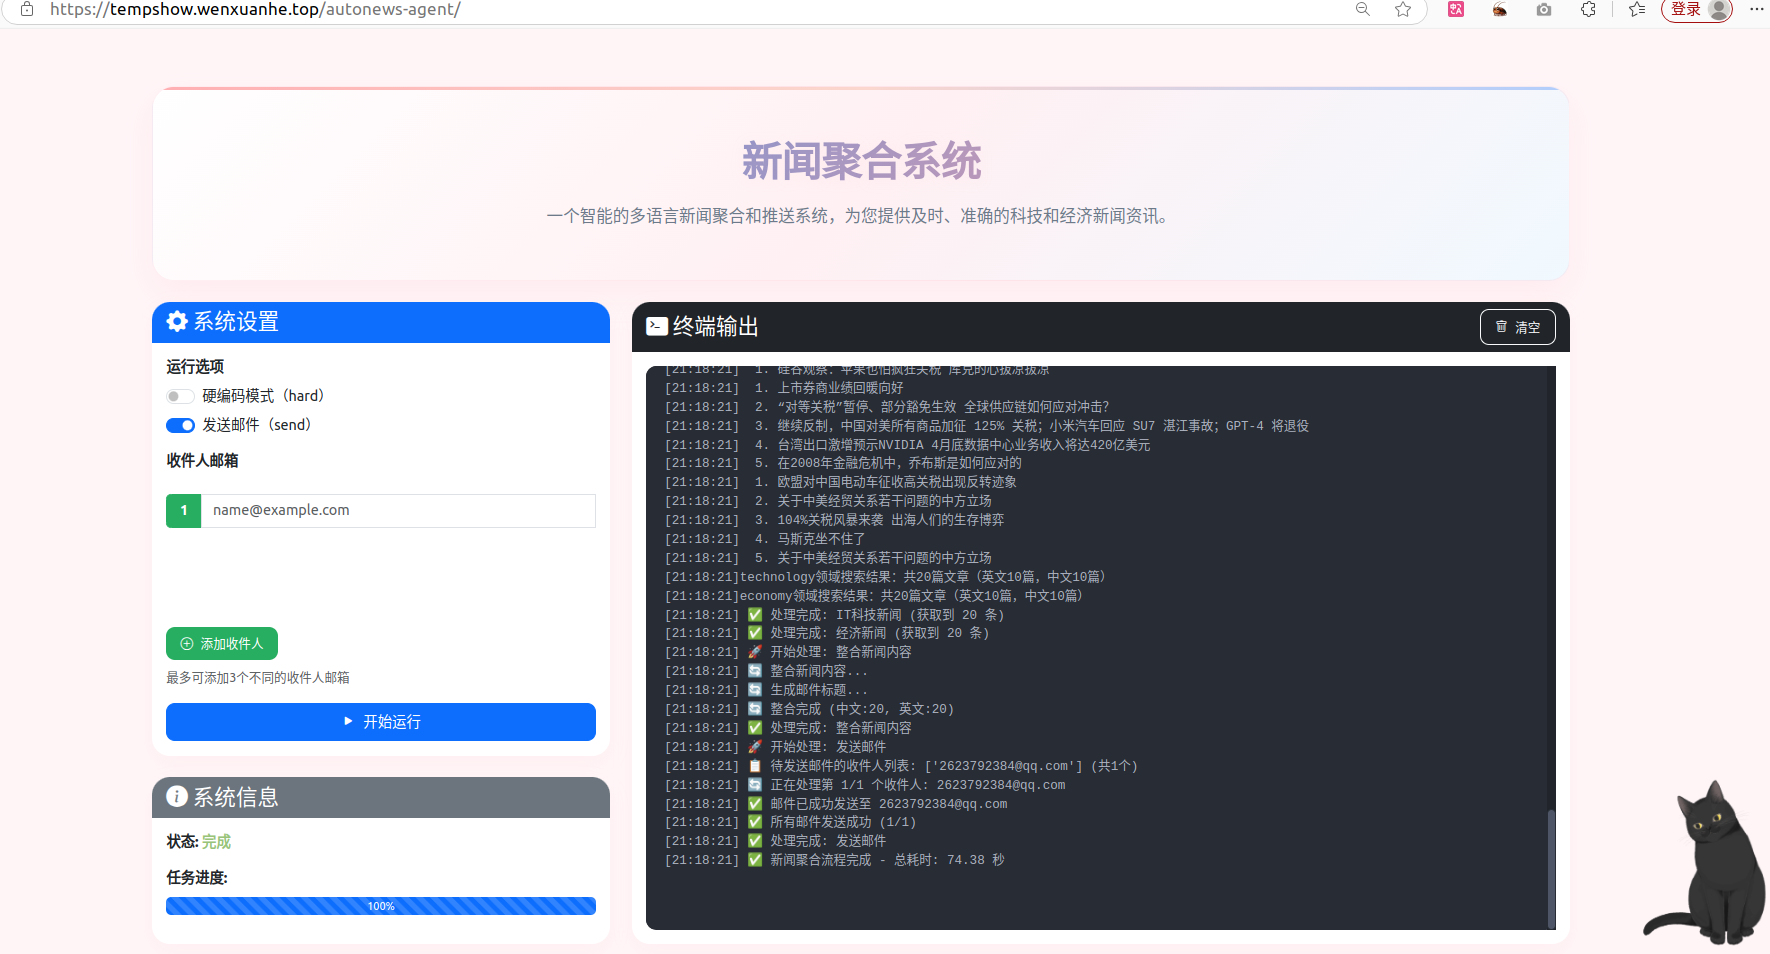 https://tempshow.wenxuanhe.top/autonews-agent/
登录
新闻聚合系统
一个智能的多语言新闻聚合和推送系统，为您提供及时、准确的科技和经济新闻资讯。
系统设置
运行选项
硬编码模式（hard）
发送邮件（send）
收件人邮箱
1 name@example.com
添加收件人
最多可添加3个不同的收件人邮箱
开始运行
系统信息
状态: 完成
任务进度:
100%
终端输出
清空
[21:18:21] 1. 硅谷观察：苹果也怕疯狂关税 库克的心拔凉拔凉
[21:18:21] 1. 上市券商业绩回暖向好
[21:18:21] 2. “对等关税”暂停、部分豁免生效 全球供应链如何应对冲击？
[21:18:21] 3. 继续反制，中国对美所有商品加征 125% 关税；小米汽车回应 SU7 湛江事故；GPT-4 将退役
[21:18:21] 4. 台湾出口激增预示NVIDIA 4月底数据中心业务收入将达420亿美元
[21:18:21] 5. 在2008年金融危机中，乔布斯是如何应对的
[21:18:21] 1. 欧盟对中国电动车征收高关税出现反转迹象
[21:18:21] 2. 关于中美经贸关系若干问题的中方立场
[21:18:21] 3. 104%关税风暴来袭 出海人们的生存博弈
[21:18:21] 4. 马斯克坐不住了
[21:18:21] 5. 关于中美经贸关系若干问题的中方立场
[21:18:21]technology领域搜索结果: 共20篇文章（英文10篇，中文10篇）
[21:18:21]economy领域搜索结果: 共20篇文章（英文10篇，中文10篇）
[21:18:21] ✅ 处理完成: IT科技新闻 (获取到 20 条)
[21:18:21] ✅ 处理完成: 经济新闻 (获取到 20 条)
[21:18:21] 🚀 开始处理: 整合新闻内容
[21:18:21] 🔄 整合新闻内容...
[21:18:21] 🔄 生成邮件标题...
[21:18:21] 🔄 整合完成 (中文:20, 英文:20)
[21:18:21] ✅ 处理完成: 整合新闻内容
[21:18:21] 🚀 开始处理: 发送邮件
[21:18:21] 📋 待发送邮件的收件人列表: ['2623792384@qq.com'] (共1个)
[21:18:21] 🔄 正在处理第 1/1 个收件人: 2623792384@qq.com
[21:18:21] ✅ 邮件已成功发送至 2623792384@qq.com
[21:18:21] ✅ 所有邮件发送成功 (1/1)
[21:18:21] ✅ 处理完成: 发送邮件
[21:18:21] ✅ 新闻聚合流程完成 - 总耗时: 74.38 秒